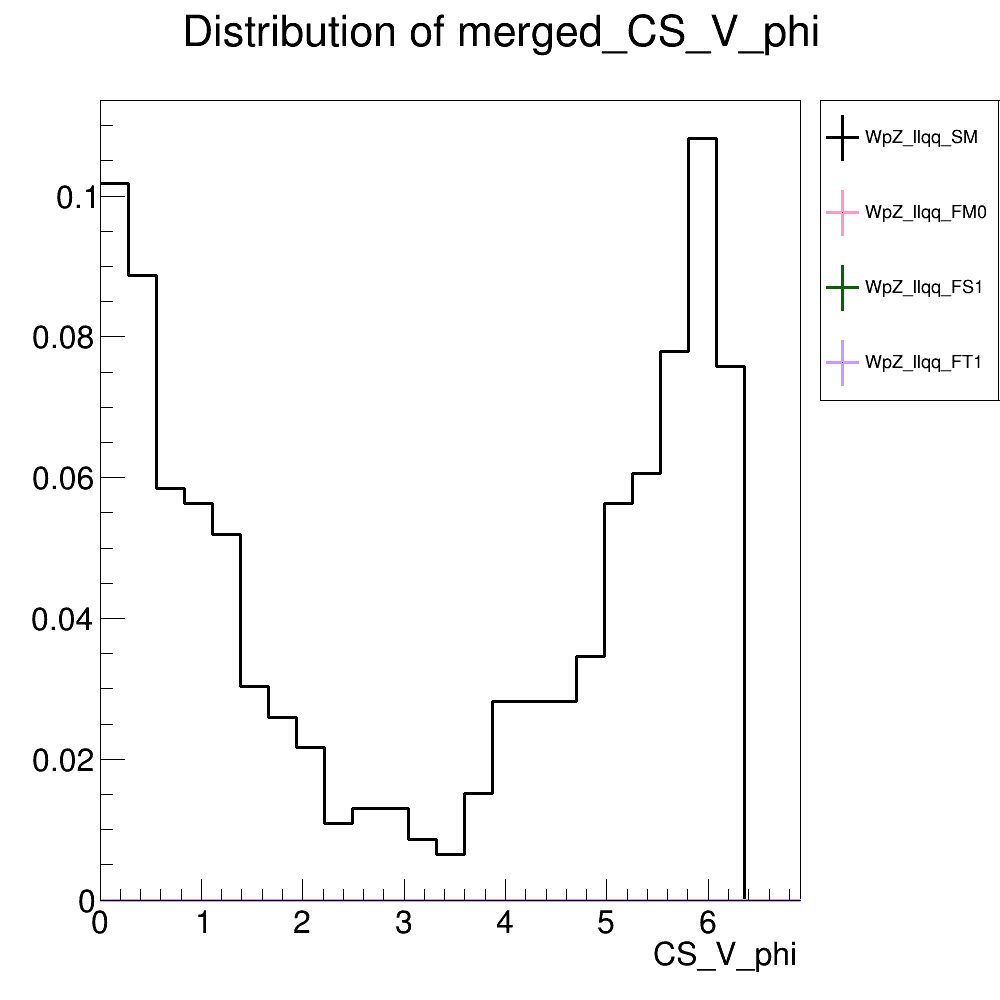 Distribution of merged_CS_V_phi
WpZ_llqq_SM
WpZ_llqq_FM0
WpZ_llqq_FS1
WpZ_llqq_FT1
0.1
0.08
0.06
0.04
0.02
0
0 1 2 3 4 5 6
CS_V_phi